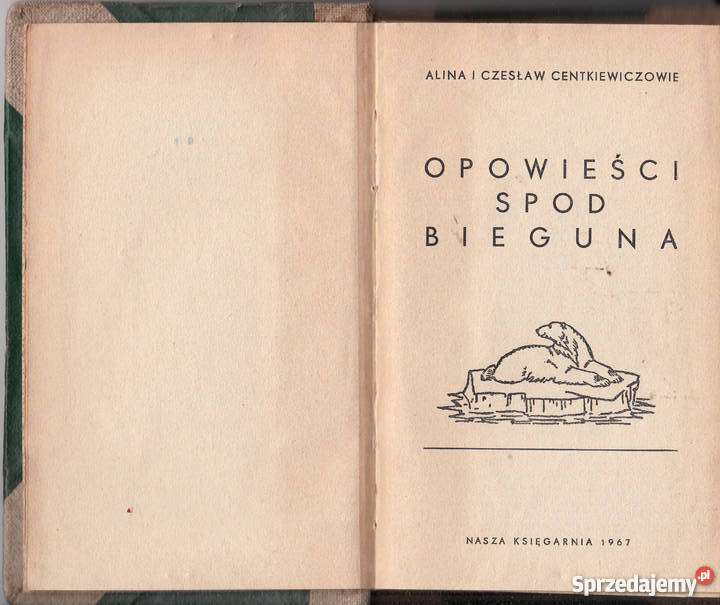 ALINA I CZESŁAW CENTKIEWICZOWIE
OPOWIEŚCI
SPOD
BIEGUNA
NASZA KSIĘGARNIA 1967
Sprzedajemy.pl